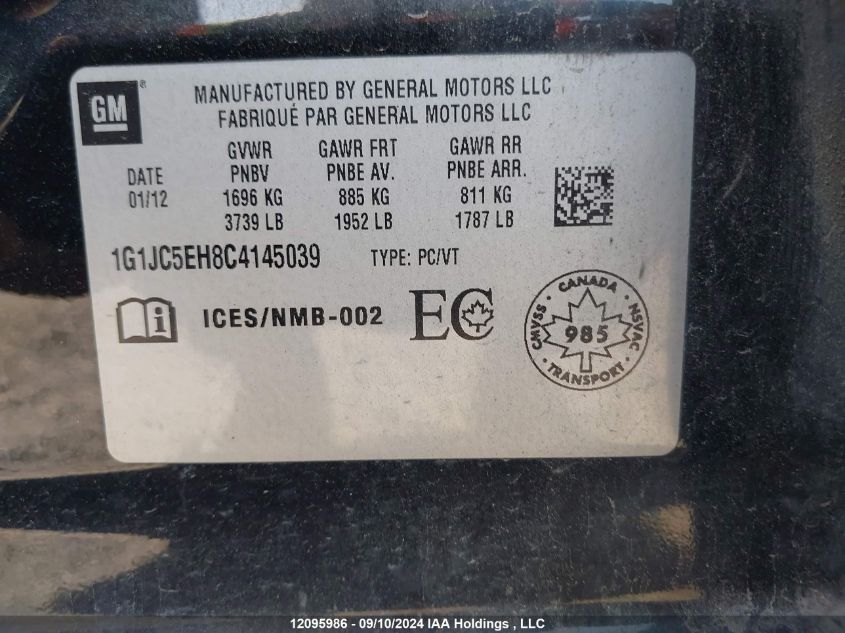 GM
MANUFACTURED BY GENERAL MOTORS LLC
FABRIQUÉ PAR GENERAL MOTORS LLC
DATE
01/12
GVWR
PNBV
1696 KG
3739 LB
GAWR FRT
PNBE AV.
885 KG
1952 LB
GAWR RR
PNBE ARR.
811 KG
1787 LB
1G1JC5EH8C4145039 TYPE: PC/VT
i ICES/NMB-002 EC
CANADA
CMVSS 985 NSVAC
TRANSPORT
12095986 - 09/10/2024 IAA Holdings , LLC